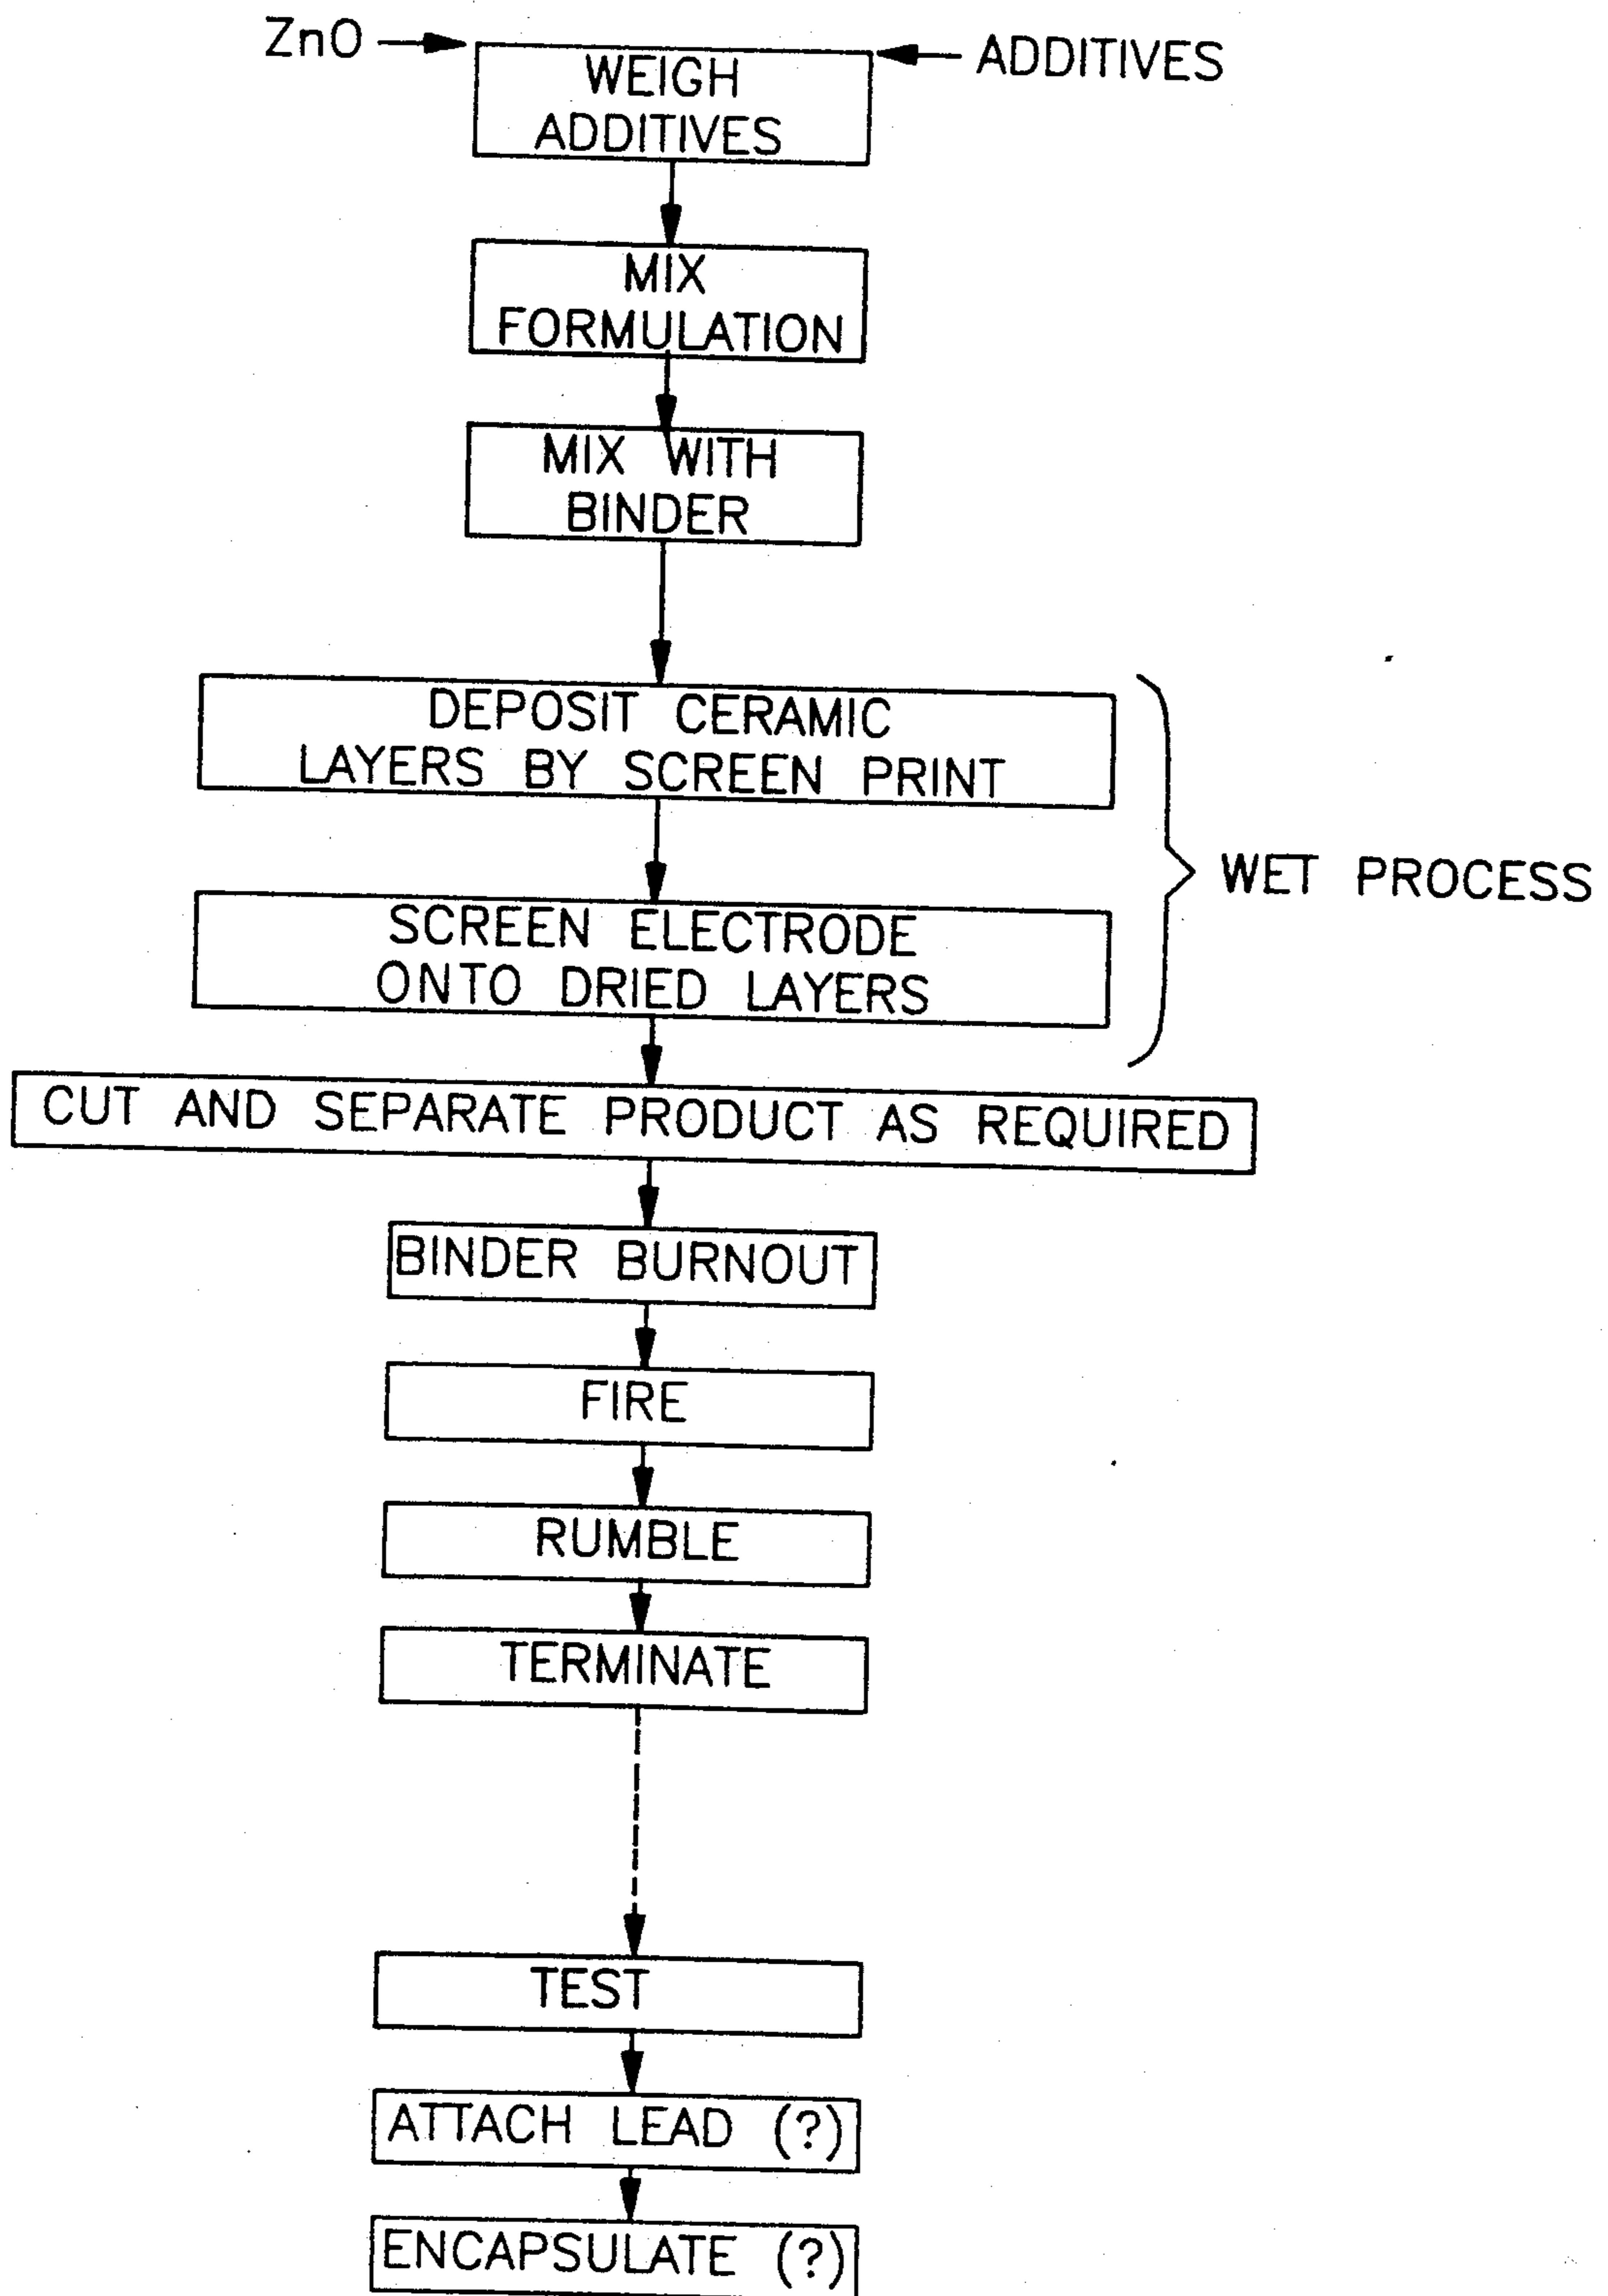 ZnO
ADDITIVES
WEIGH
ADDITIVES
MIX
FORMULATION
MIX WITH
BINDER
DEPOSIT CERAMIC
LAYERS BY SCREEN PRINT
WET PROCESS
SCREEN ELECTRODE
ONTO DRIED LAYERS
CUT AND SEPARATE PRODUCT AS REQUIRED
BINDER BURNOUT
FIRE
RUMBLE
TERMINATE
TEST
ATTACH LEAD (?)
ENCAPSULATE (?)